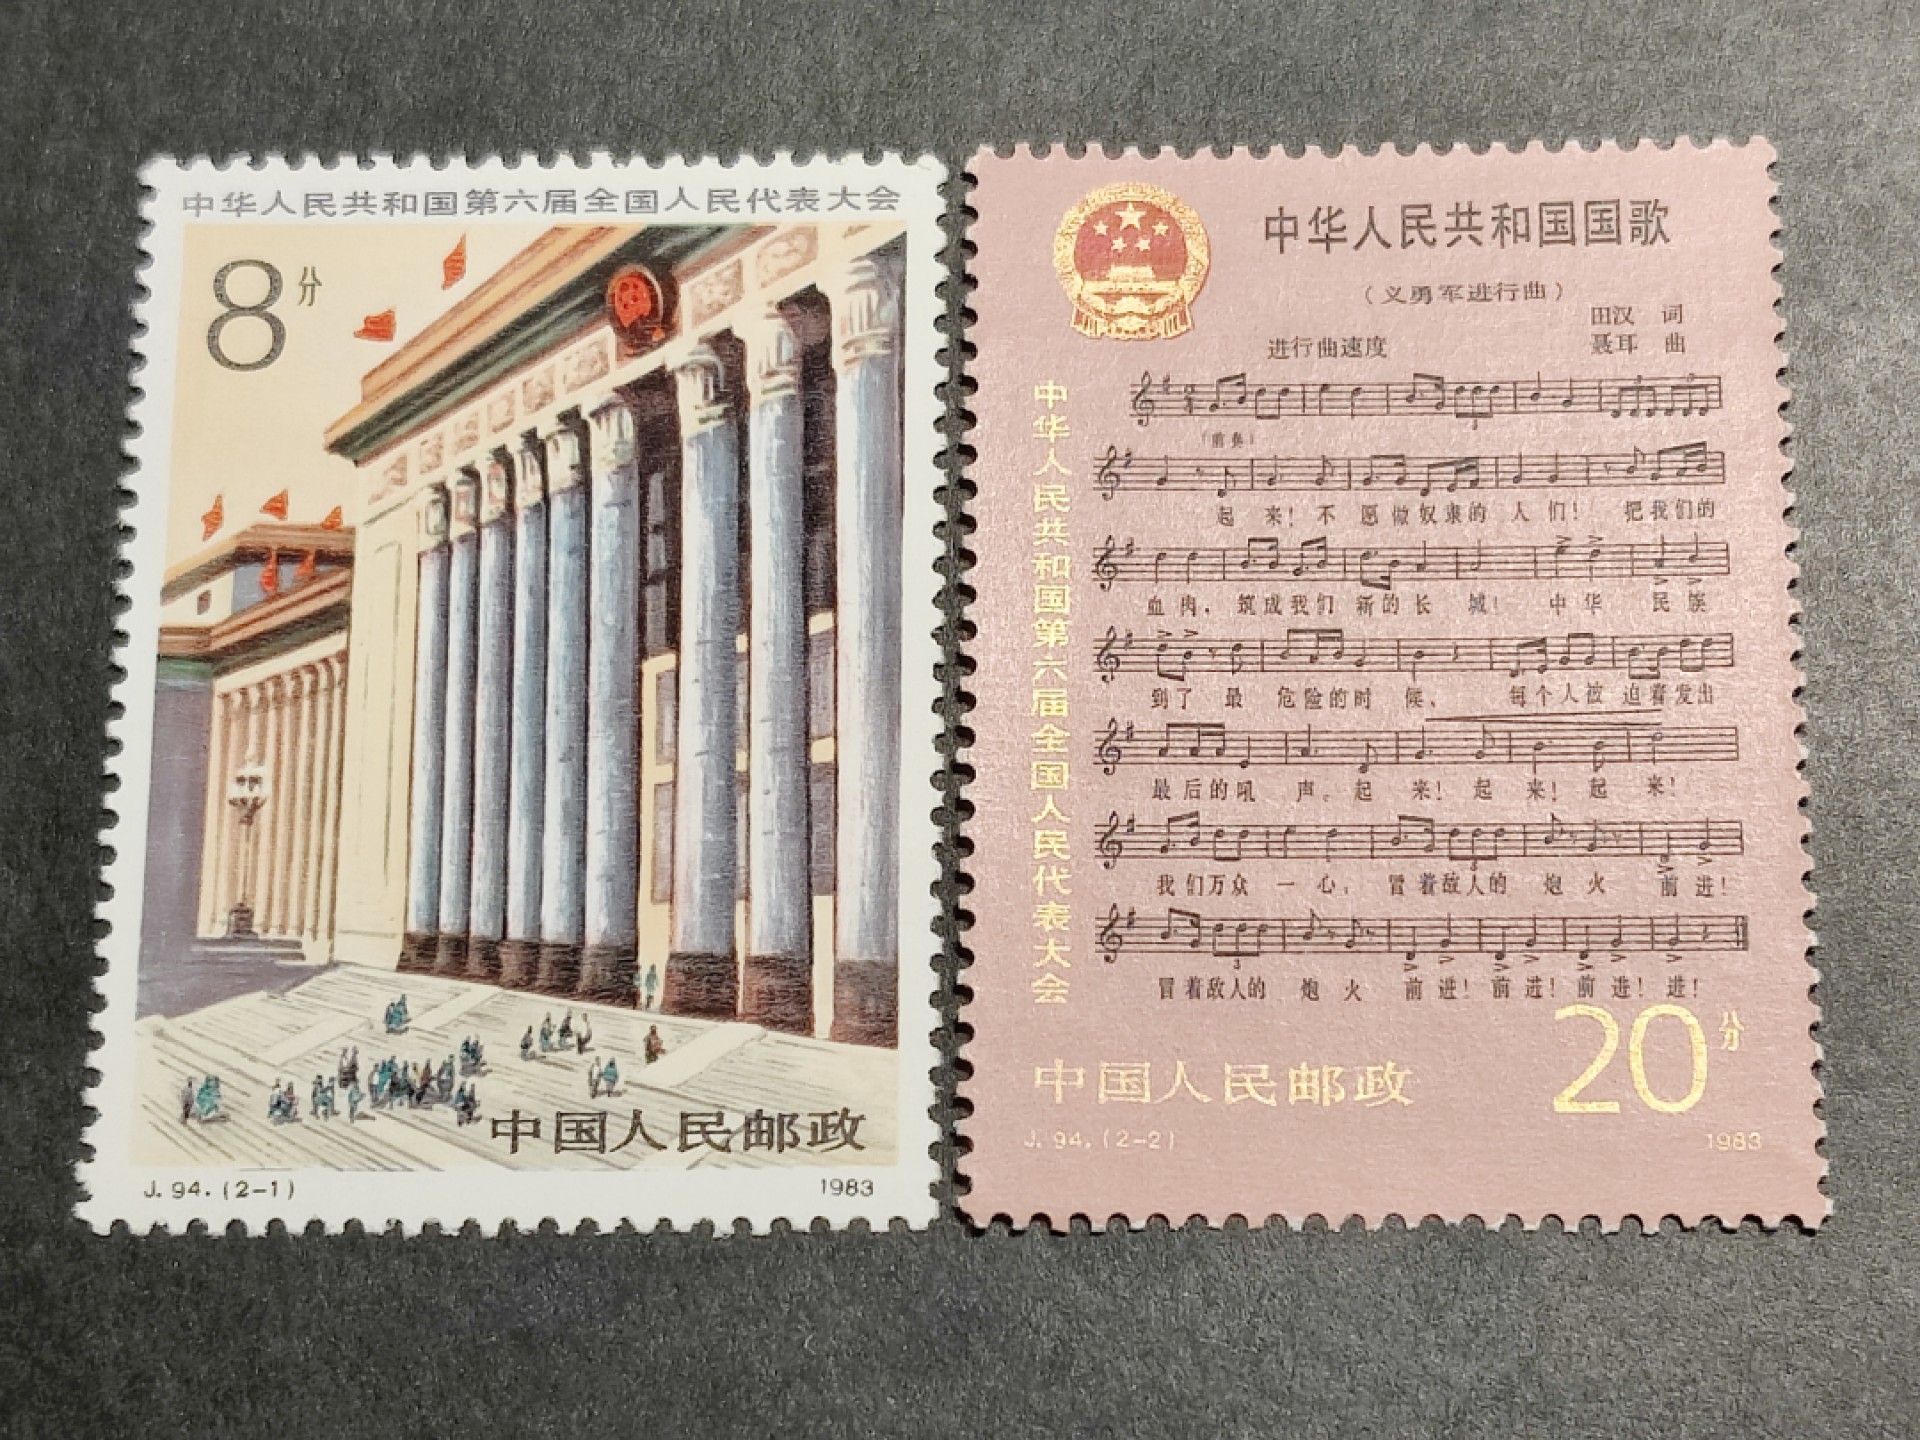 中华人民共和国第六届全国人民代表大会
8分
中国人民邮政
J. 94. (2-1)
1983
中华人民共和国国歌
(义勇军进行曲)
田汉 词
进行曲速度
聂耳 曲
中华人民共和国第六届全国人民代表大会
(前奏)
起 来! 不 愿 做 奴 隶 的 人 们! 把 我 们 的
血 肉, 筑 成 我 们 新 的 长 城! 中 华 民 族
到 了 最 危 险 的 时 候, 每 个 人 被 迫 着 发 出
最 后 的 吼 声。 起 来! 起 来! 起 来!
我 们 万 众 一 心, 冒 着 敌 人 的 炮 火 前 进!
冒 着 敌 人 的 炮 火 前 进! 前 进! 前 进! 进!
20分
中国人民邮政
J. 94. (2-2)
1983